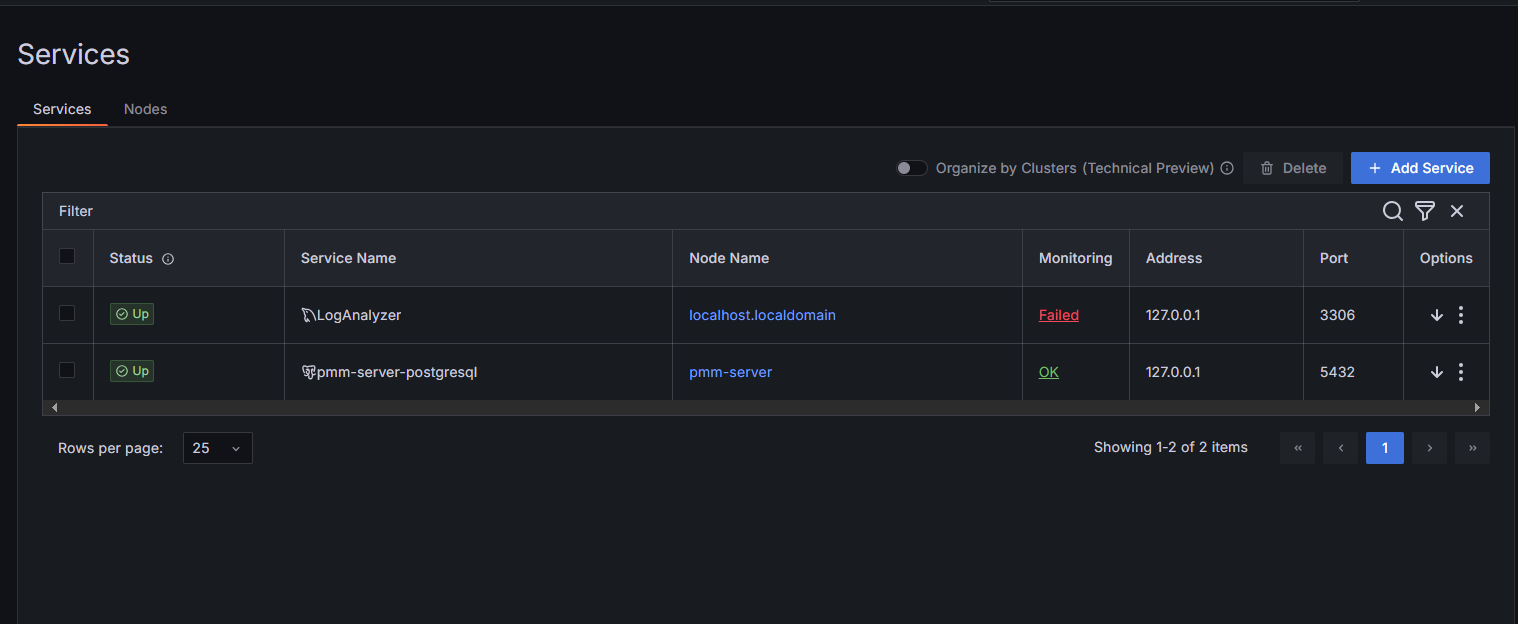 Services
Services Nodes
Organize by Clusters (Technical Preview) Delete + Add Service
Filter
Status Service Name Node Name Monitoring Address Port Options
Up LogAnalyzer localhost.localdomain Failed 127.0.0.1 3306
Up pmm-server-postgresql pmm-server OK 127.0.0.1 5432
Rows per page: 25 Showing 1-2 of 2 items « ‹ 1 › »